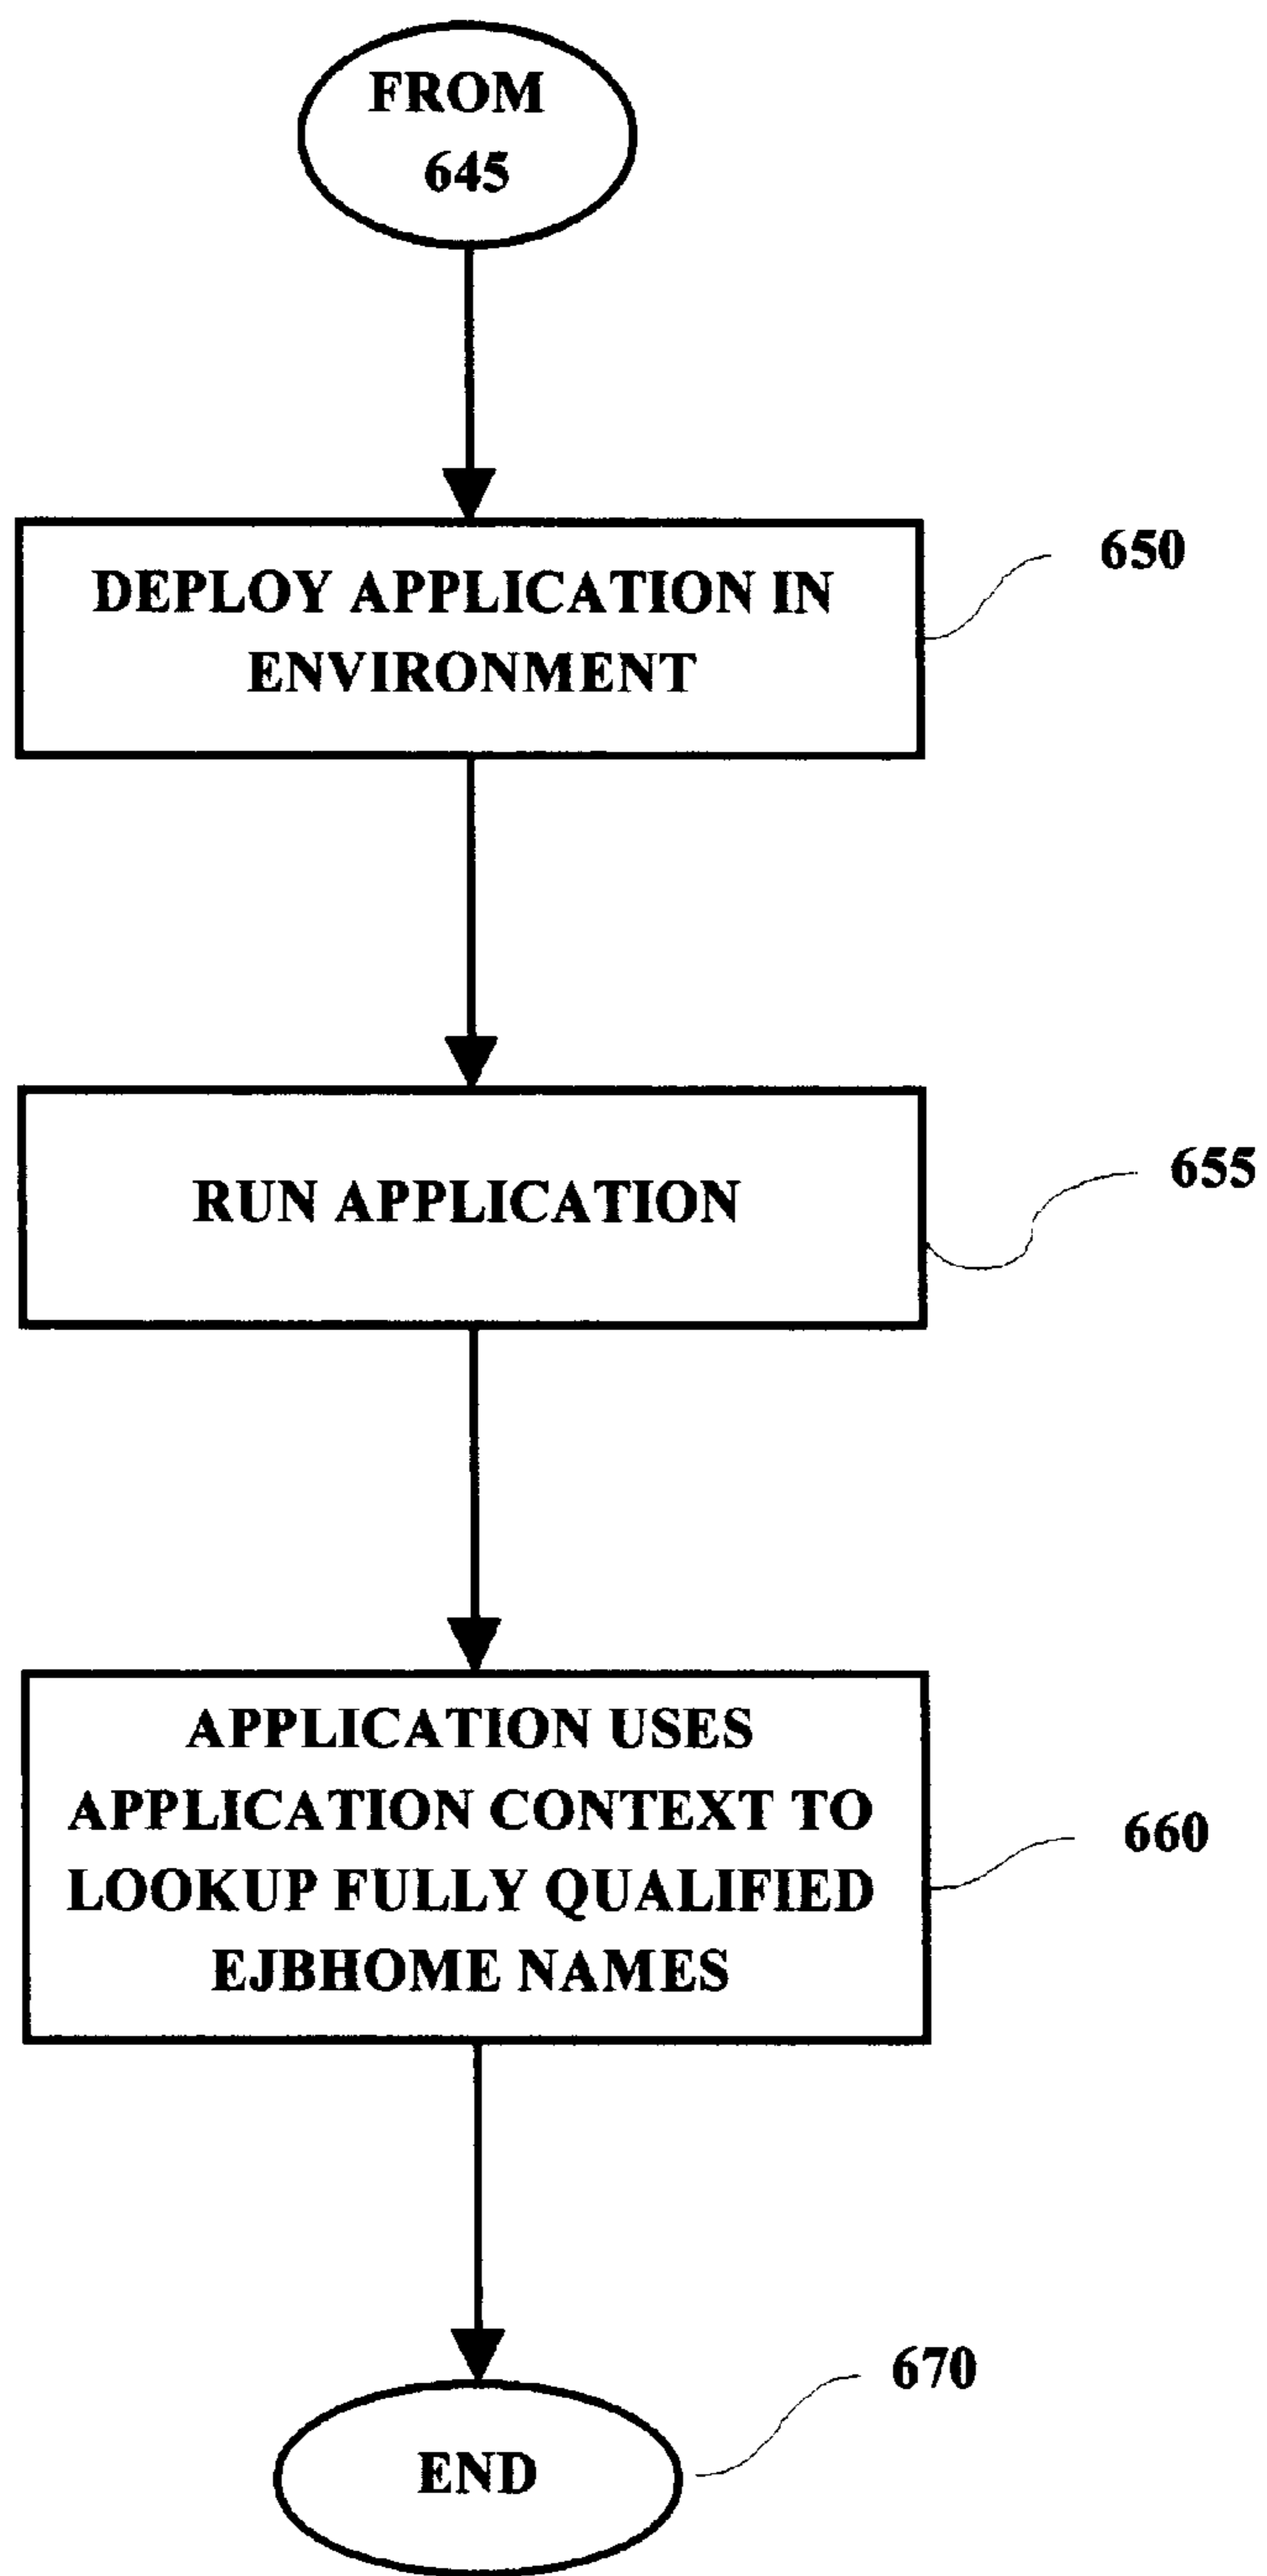 FROM
645
DEPLOY APPLICATION IN
ENVIRONMENT
650
RUN APPLICATION
655
APPLICATION USES
APPLICATION CONTEXT TO
LOOKUP FULLY QUALIFIED
EJBHOME NAMES
660
END
670